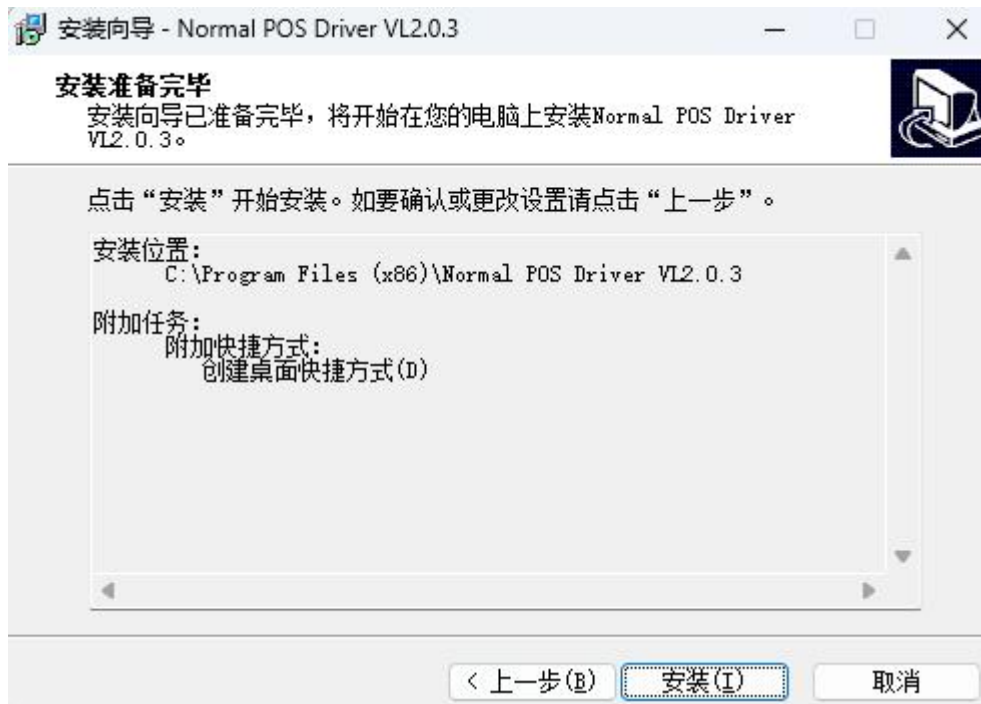 安装向导 - Normal POS Driver VL2.0.3
安装准备完毕
安装向导已准备完毕，将开始在您的电脑上安装Normal POS Driver
VL2.0.3。
点击“安装”开始安装。如要确认或更改设置请点击“上一步”。
安装位置：
C:\Program Files (x86)\Normal POS Driver VL2.0.3
附加任务：
附加快捷方式：
创建桌面快捷方式(D)
< 上一步(B)
安装(I)
取消